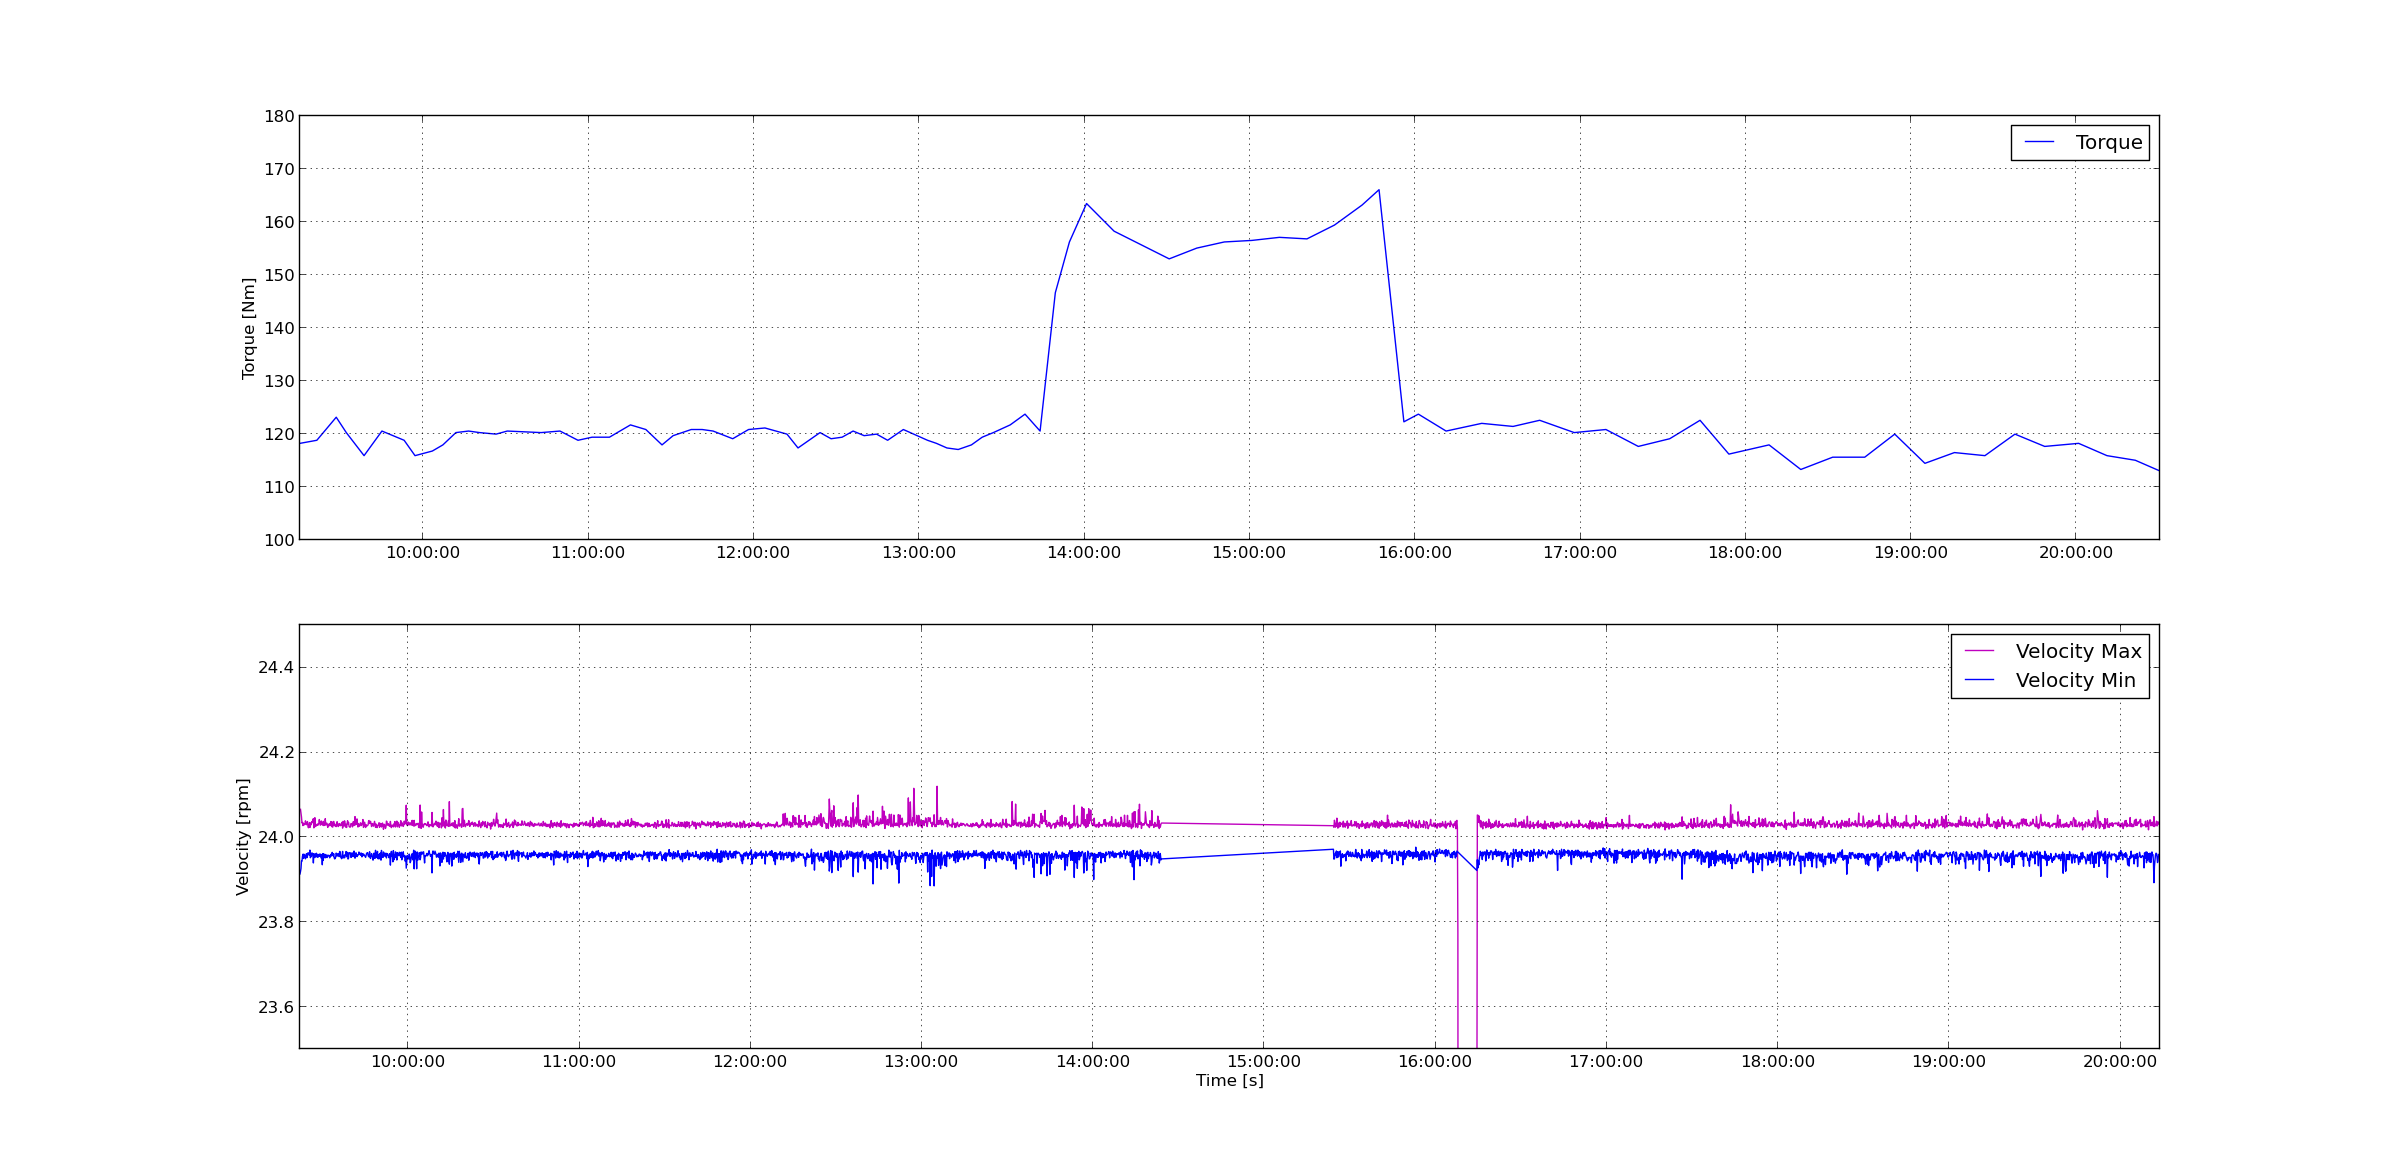 180
170
160
150
140
130
120
110
100
Torque [Nm]
Torque
10:00:00 11:00:00 12:00:00 13:00:00 14:00:00 15:00:00 16:00:00 17:00:00 18:00:00 19:00:00 20:00:00
24.4
24.2
24.0
23.8
23.6
Velocity [rpm]
Velocity Max
Velocity Min
10:00:00 11:00:00 12:00:00 13:00:00 14:00:00 15:00:00 16:00:00 17:00:00 18:00:00 19:00:00 20:00:00
Time [s]